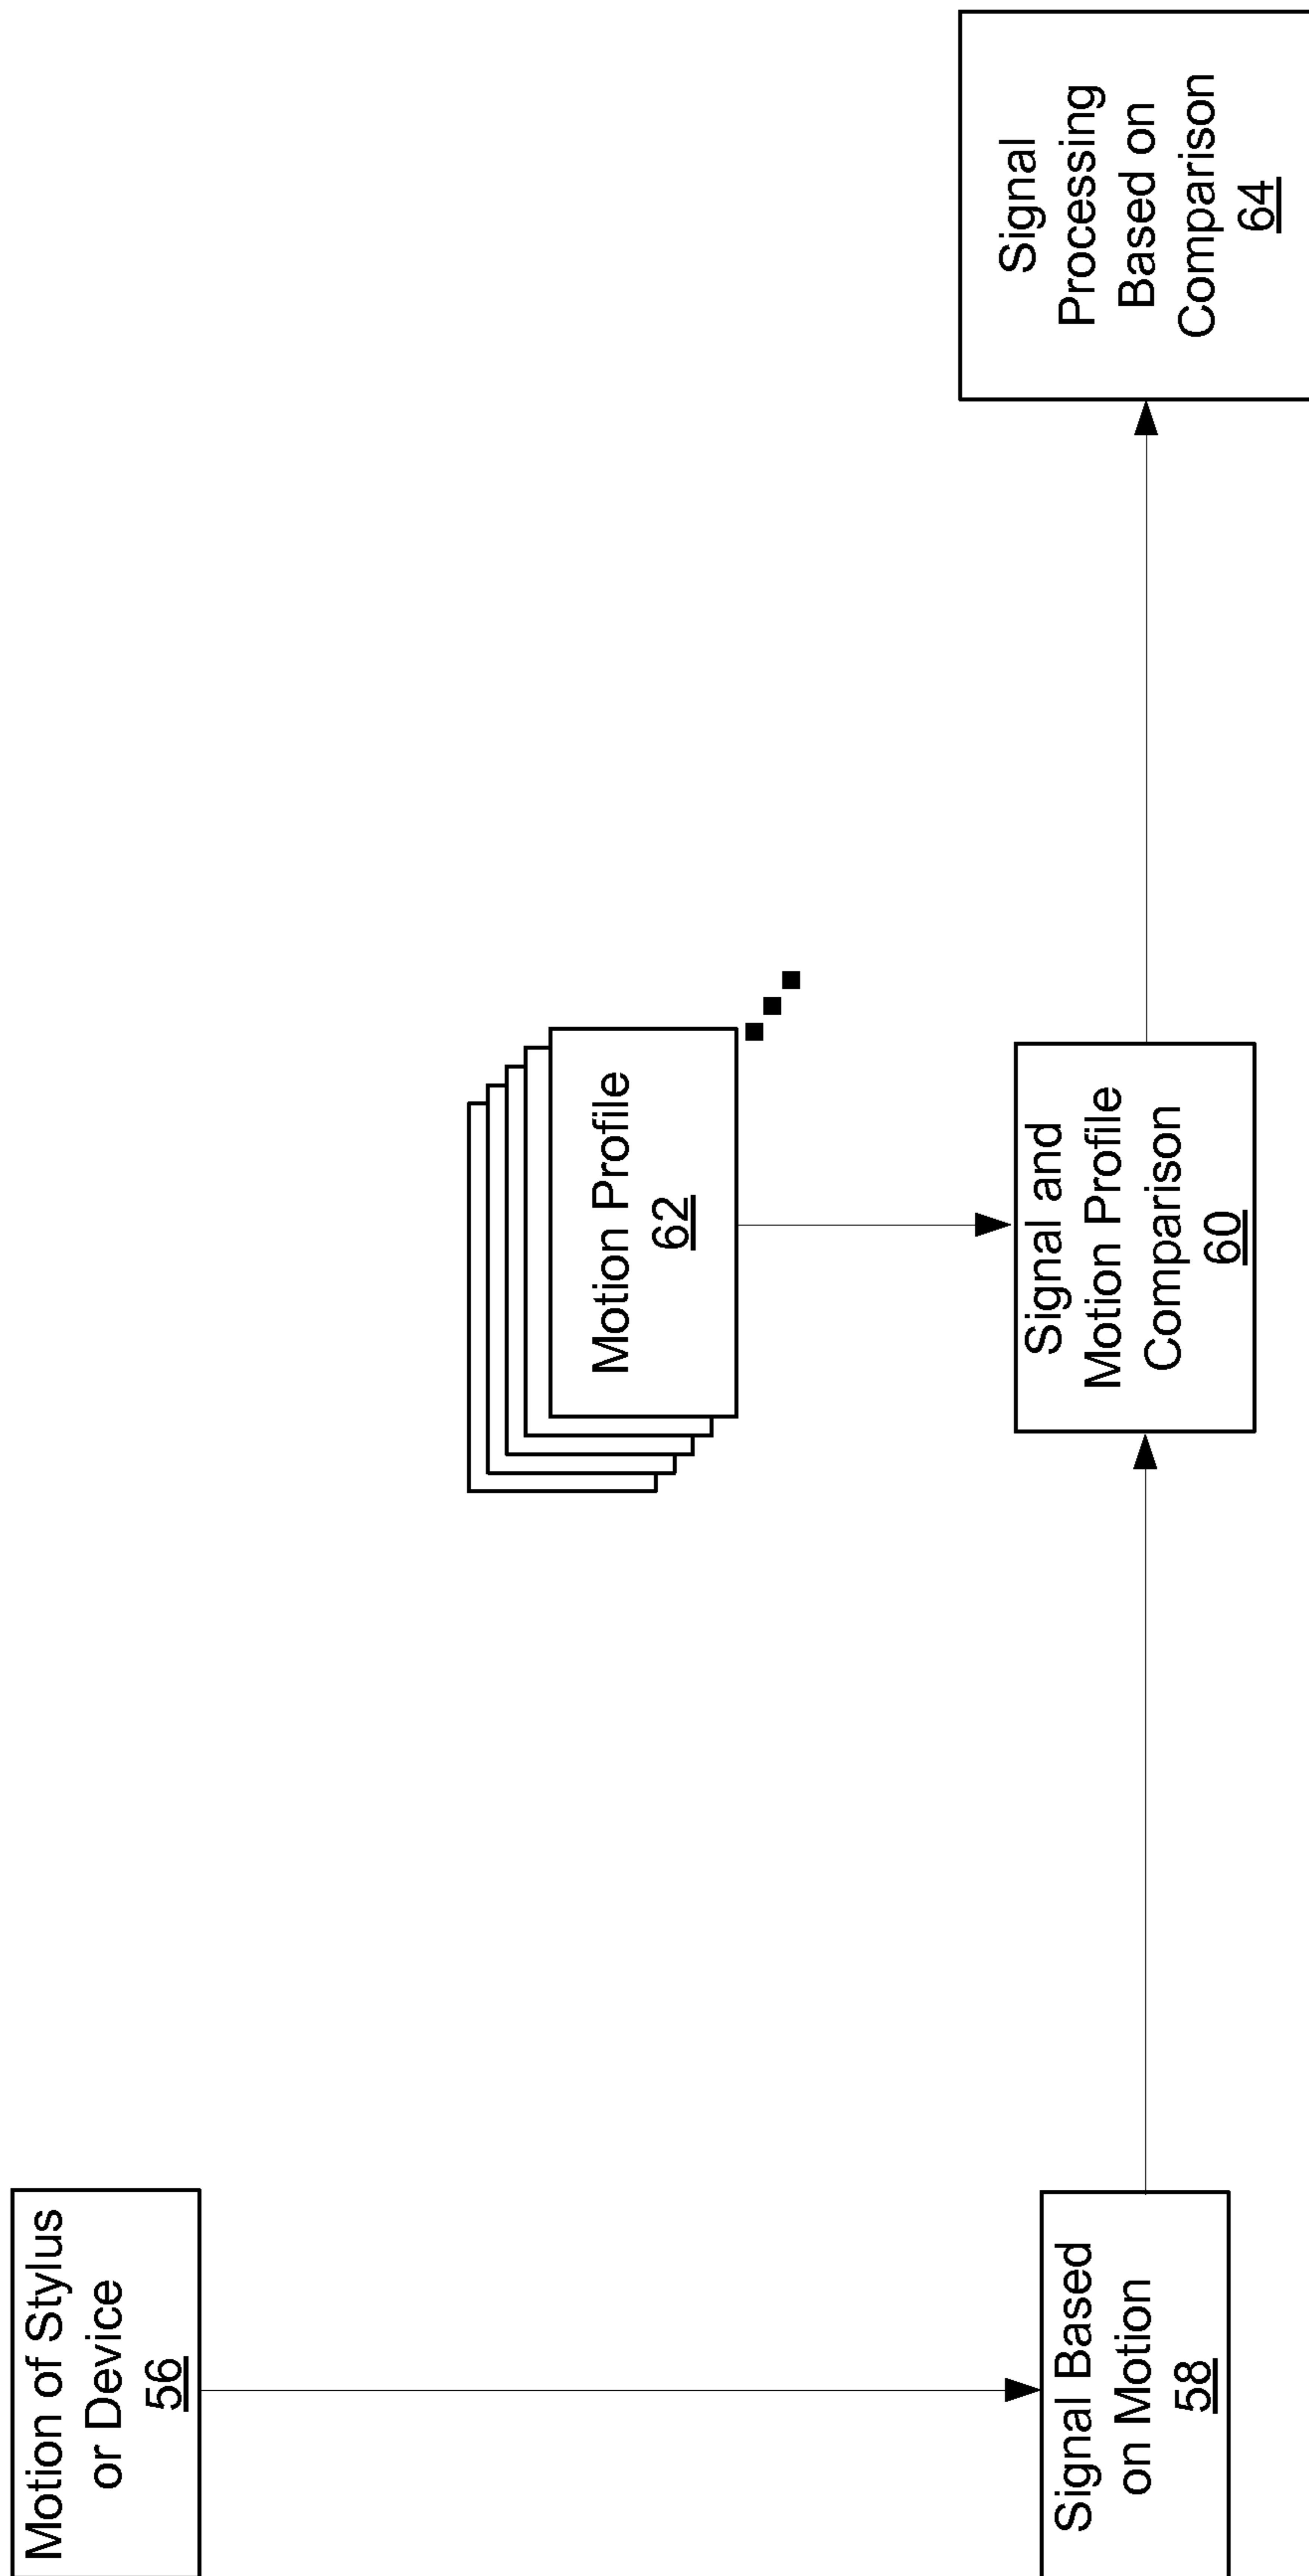 Motion of Stylus
or Device
56
Signal Based
on Motion
58
Motion Profile
62
Signal and
Motion Profile
Comparison
60
Signal
Processing
Based on
Comparison
64